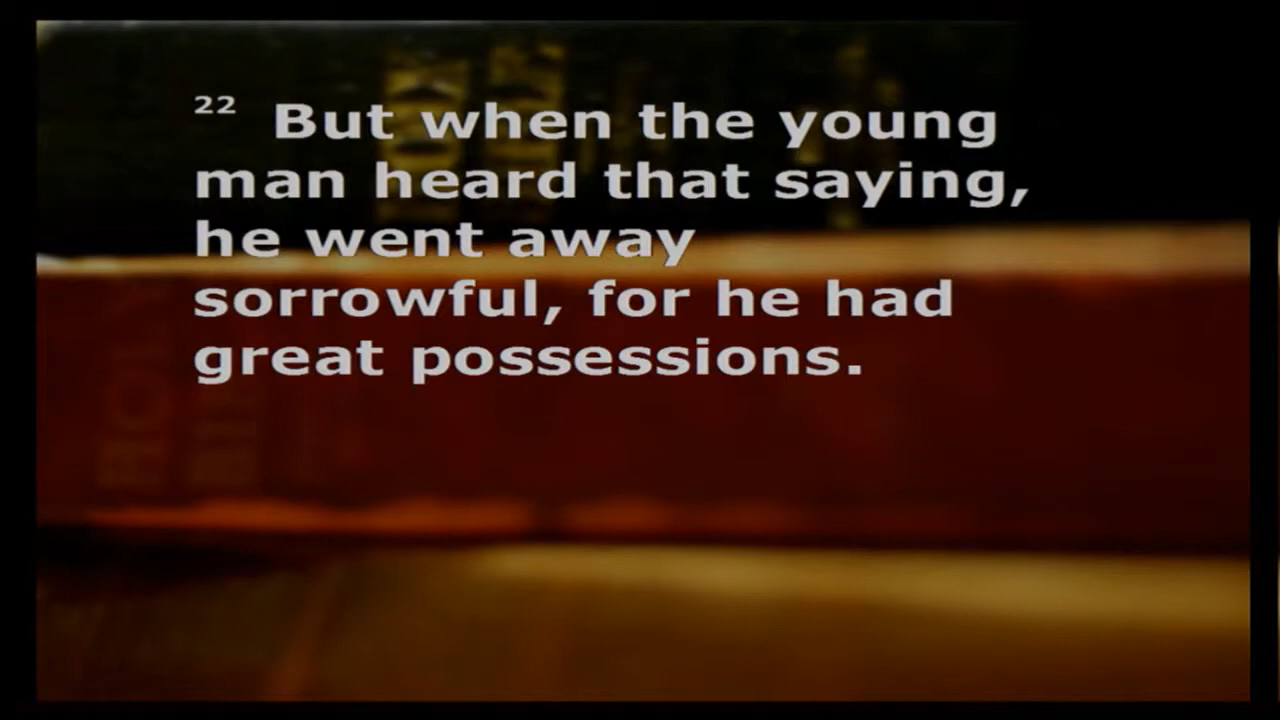 22 But when the young
man heard that saying,
he went away
sorrowful, for he had
great possessions.